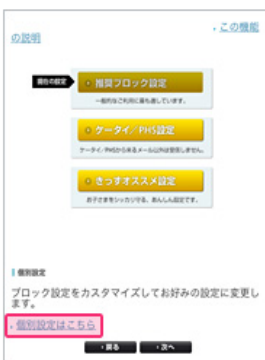 この機能
の説明
現在の設定
推奨ブロック設定
一般的なご利用に最も適しています。
ケータイ/PHS設定
ケータイ/PHSから来るメール以外は受信しません。
きっずオススメ設定
お子さまをシッカリ守る、あんしん設定です。
個別設定
ブロック設定をカスタマイズしてお好みの設定に変更し
ます。
個別設定はこちら
戻る 次へ